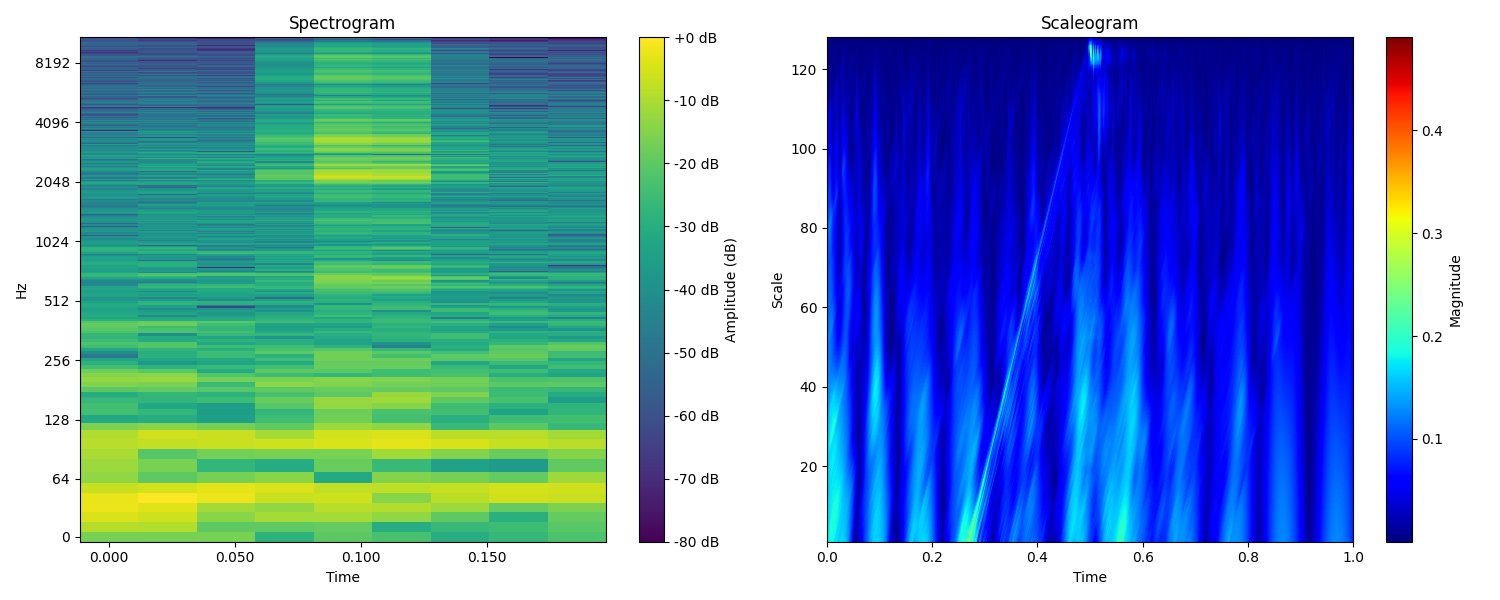 Spectrogram
8192
4096
2048
1024
512
256
128
64
0
Hz
0.000
0.050
0.100
0.150
Time
+0 dB
-10 dB
-20 dB
-30 dB
-40 dB
-50 dB
-60 dB
-70 dB
-80 dB
Amplitude (dB)
Scaleogram
120
100
80
60
40
20
Scale
0.0
0.2
0.4
0.6
0.8
1.0
Time
0.4
0.3
0.2
0.1
Magnitude